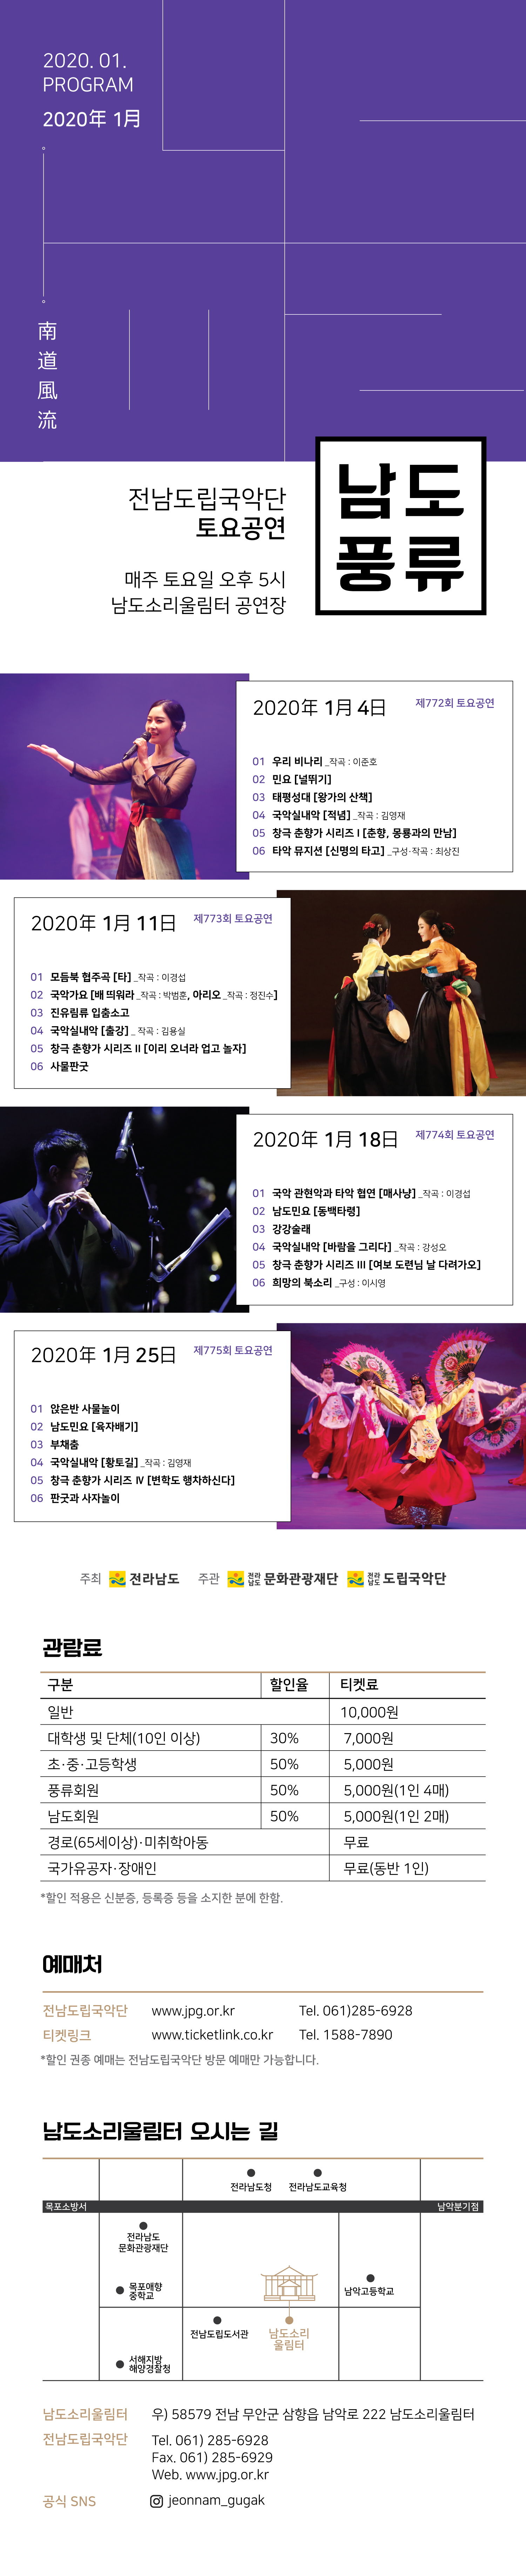 2020. 01.
PROGRAM
2020年 1月
南
道
風
流
전남도립국악단
토요공연
매주 토요일 오후 5시
남도소리울림터 공연장
남도
풍류
2020年 1月 4日 제772회 토요공연
01 우리 비나리 _작곡 : 이준호
02 민요 [널뛰기]
03 태평성대 [왕가의 산책]
04 국악실내악 [적념] _작곡 : 김영재
05 창극 춘향가 시리즈 I [춘향, 몽룡과의 만남]
06 타악 뮤지션 [신명의 타고] _구성·작곡 : 최상진
2020年 1月 11日 제773회 토요공연
01 모듬북 협주곡 [타] _작곡 : 이경섭
02 국악가요 [배 띄워라 _작곡 : 박범훈, 아리오 _작곡 : 정진수]
03 진유림류 입춤소고
04 국악실내악 [출강] _ 작곡 : 김용실
05 창극 춘향가 시리즈 II [이리 오너라 업고 놀자]
06 사물판굿
2020年 1月 18日 제774회 토요공연
01 국악 관현악과 타악 협연 [매사냥] _작곡 : 이경섭
02 남도민요 [동백타령]
03 강강술래
04 국악실내악 [바람을 그리다] _작곡 : 강성오
05 창극 춘향가 시리즈 III [여보 도련님 날 다려가오]
06 희망의 북소리 _구성 : 이시영
2020年 1月 25日 제775회 토요공연
01 앉은반 사물놀이
02 남도민요 [육자배기]
03 부채춤
04 국악실내악 [황토길] _작곡 : 김영재
05 창극 춘향가 시리즈 IV [변학도 행차하신다]
06 판굿과 사자놀이
주최 전라남도 주관 전라남도 문화관광재단 전라남도 도립국악단
관람료
구분 할인율 티켓료
일반 10,000원
대학생 및 단체(10인 이상) 30% 7,000원
초·중·고등학생 50% 5,000원
풍류회원 50% 5,000원(1인 4매)
남도회원 50% 5,000원(1인 2매)
경로(65세이상)·미취학아동 무료
국가유공자·장애인 무료(동반 1인)
*할인 적용은 신분증, 등록증 등을 소지한 분에 한함.
예매처
전남도립국악단 www.jpg.or.kr Tel. 061)285-6928
티켓링크 www.ticketlink.co.kr Tel. 1588-7890
*할인 권종 예매는 전남도립국악단 방문 예매만 가능합니다.
남도소리울림터 오시는 길
전라남도청 전라남도교육청
목포소방서 남악분기점
전라남도
문화관광재단
목포애향
중학교
남악고등학교
전남도립도서관
남도소리
울림터
서해지방
해양경찰청
남도소리울림터 우) 58579 전남 무안군 삼향읍 남악로 222 남도소리울림터
전남도립국악단 Tel. 061) 285-6928
Fax. 061) 285-6929
Web. www.jpg.or.kr
공식 SNS jeonnam_gugak